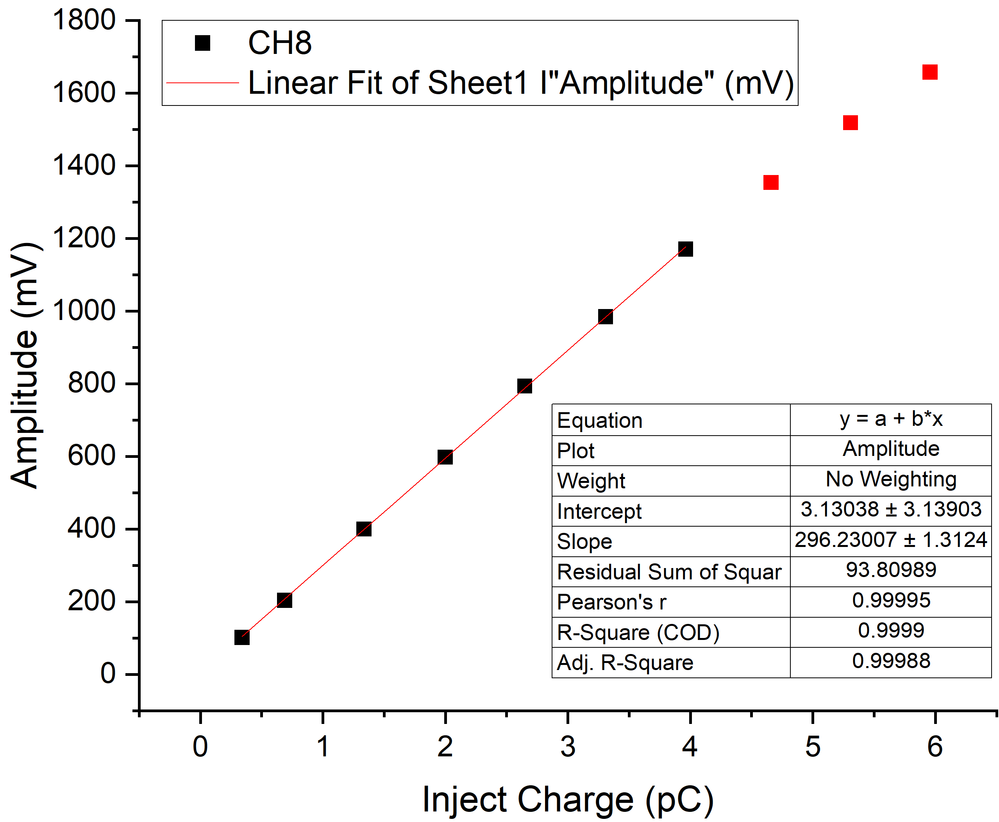 CH8
Linear Fit of Sheet1 I"Amplitude" (mV)
1800
1600
1400
1200
1000
800
600
400
200
0
Amplitude (mV)
Equation y = a + b*x
Plot Amplitude
Weight No Weighting
Intercept 3.13038 ± 3.13903
Slope 296.23007 ± 1.3124
Residual Sum of Squar 93.80989
Pearson's r 0.99995
R-Square (COD) 0.9999
Adj. R-Square 0.99988
0 1 2 3 4 5 6
Inject Charge (pC)